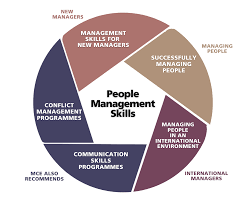 NEW
MANAGERS
MANAGEMENT
SKILLS FOR
NEW MANAGERS
MANAGING
PEOPLE
SUCCESSFULLY
MANAGING
PEOPLE
People
Management
Skills
CONFLICT
MANAGEMENT
PROGRAMMES
MANAGING
PEOPLE
IN AN
INTERNATIONAL
ENVIRONMENT
COMMUNICATION
SKILLS
PROGRAMMES
MCE ALSO
RECOMMENDS
INTERNATIONAL
MANAGERS